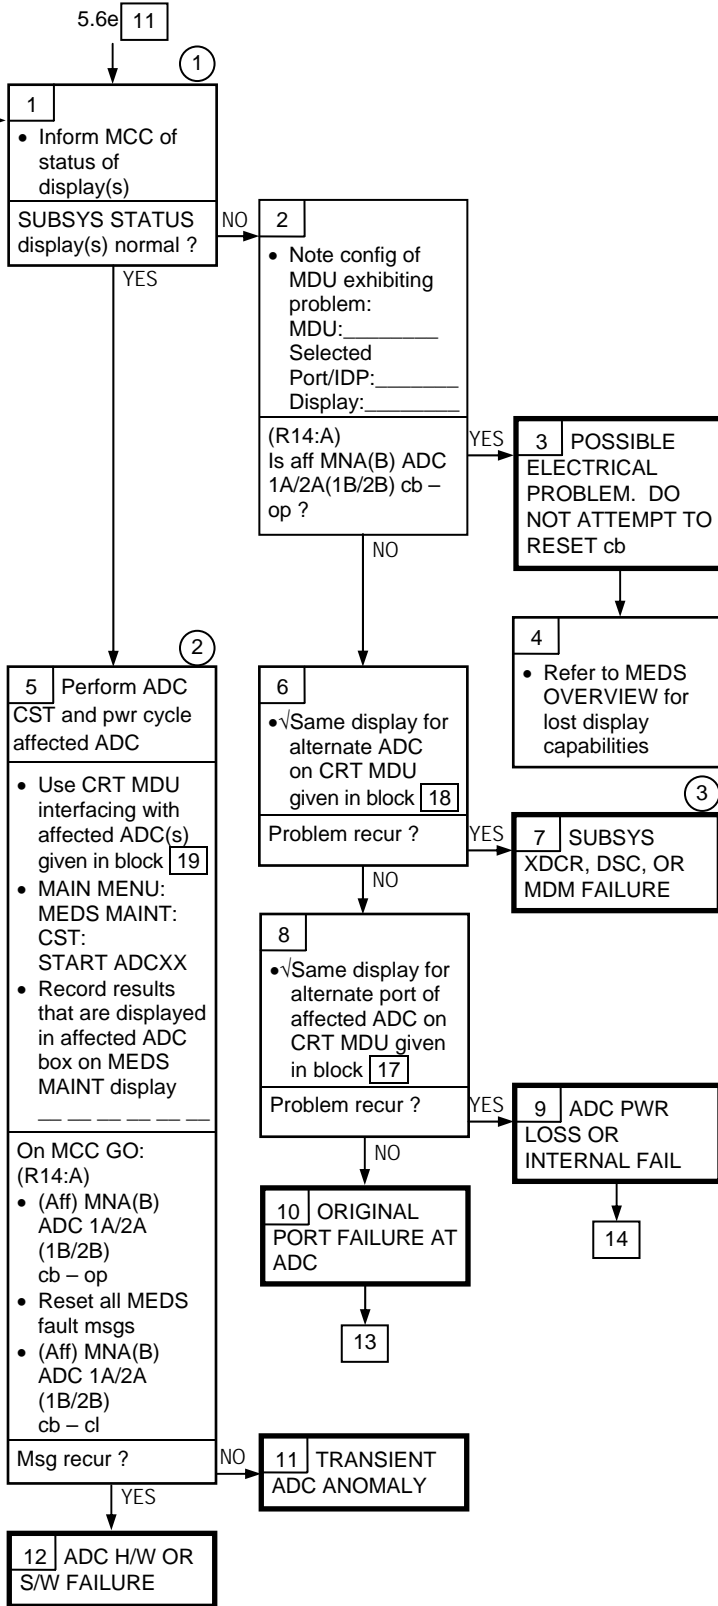 5.6e 11
1
1
• Inform MCC of
status of
display(s)
SUBSYS STATUS
display(s) normal ?
NO
YES
2
• Note config of
MDU exhibiting
problem:
MDU:________
Selected
Port/IDP:_______
Display:________
(R14:A)
Is aff MNA(B) ADC
1A/2A(1B/2B) cb –
op ?
YES
NO
3 POSSIBLE
ELECTRICAL
PROBLEM. DO
NOT ATTEMPT TO
RESET cb
4
• Refer to MEDS
OVERVIEW for
lost display
capabilities
2
5 Perform ADC
CST and pwr cycle
affected ADC
• Use CRT MDU
interfacing with
affected ADC(s)
given in block 19
• MAIN MENU:
MEDS MAINT:
CST:
START ADCXX
• Record results
that are displayed
in affected ADC
box on MEDS
MAINT display
__ __ __ __ __ __
On MCC GO:
(R14:A)
• (Aff) MNA(B)
ADC 1A/2A
(1B/2B)
cb – op
• Reset all MEDS
fault msgs
• (Aff) MNA(B)
ADC 1A/2A
(1B/2B)
cb – cl
Msg recur ?
NO
YES
6
•√Same display for
alternate ADC
on CRT MDU
given in block 18
Problem recur ?
YES
NO
3
7 SUBSYS
XDCR, DSC, OR
MDM FAILURE
8
•√Same display for
alternate port of
affected ADC on
CRT MDU given
in block 17
Problem recur ?
YES
NO
9 ADC PWR
LOSS OR
INTERNAL FAIL
14
10 ORIGINAL
PORT FAILURE AT
ADC
13
11 TRANSIENT
ADC ANOMALY
12 ADC H/W OR
S/W FAILURE